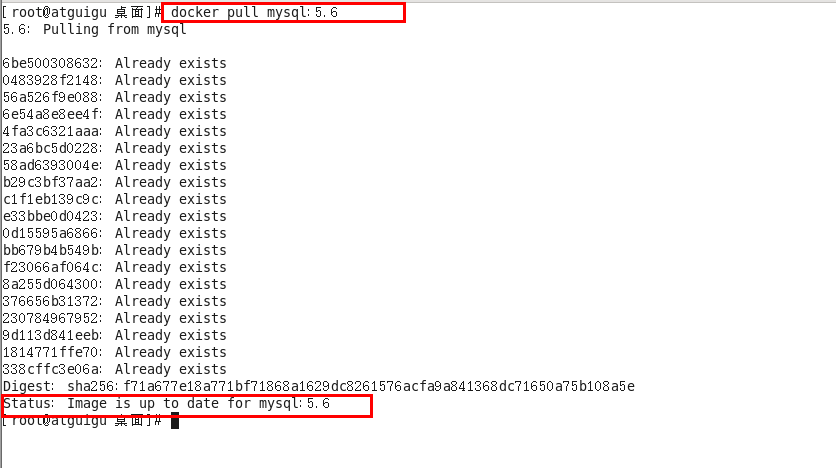 [root@atguigu 桌面]# docker pull mysql:5.6
5.6: Pulling from mysql
6be500308632: Already exists
0483928f2148: Already exists
56a526f9e088: Already exists
6e54a8e8ee4f: Already exists
4fa3c6321aaa: Already exists
23a6bc5d0228: Already exists
58ad6393004e: Already exists
b29c3bf37aa2: Already exists
c1f1eb139c9c: Already exists
e33bbe0d0423: Already exists
0d15595a6866: Already exists
bb679b4b549b: Already exists
f23066af064c: Already exists
8a255d064300: Already exists
376656b31372: Already exists
230784967952: Already exists
9d113d841eeb: Already exists
1814771ffe70: Already exists
338cffc3e06a: Already exists
Digest: sha256:f71a677e18a771bf71868a1629dc8261576acfa9a841368dc71650a75b108a5e
Status: Image is up to date for mysql:5.6
[root@atguigu 桌面]#